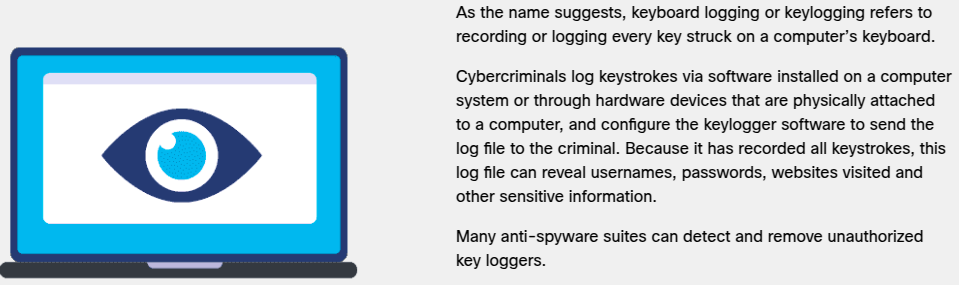 As the name suggests, keyboard logging or keylogging refers to
recording or logging every key struck on a computer’s keyboard.
Cybercriminals log keystrokes via software installed on a computer
system or through hardware devices that are physically attached
to a computer, and configure the keylogger software to send the
log file to the criminal. Because it has recorded all keystrokes, this
log file can reveal usernames, passwords, websites visited and
other sensitive information.
Many anti-spyware suites can detect and remove unauthorized
key loggers.